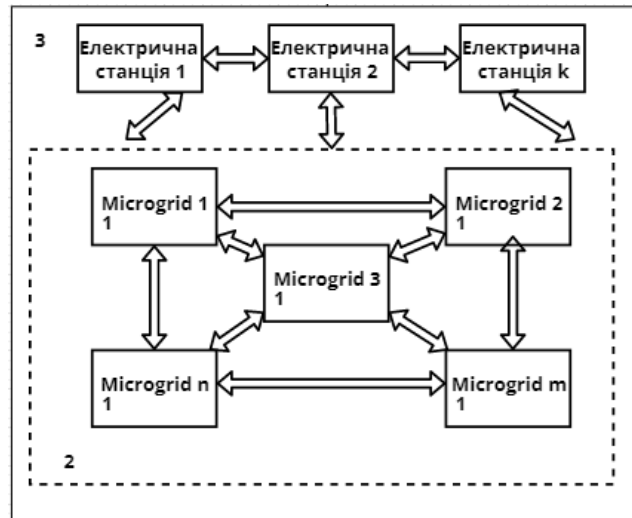 3
Електрична
станція 1
Електрична
станція 2
Електрична
станція k
Microgrid 1
1
Microgrid 2
1
Microgrid 3
1
Microgrid n
1
Microgrid m
1
2